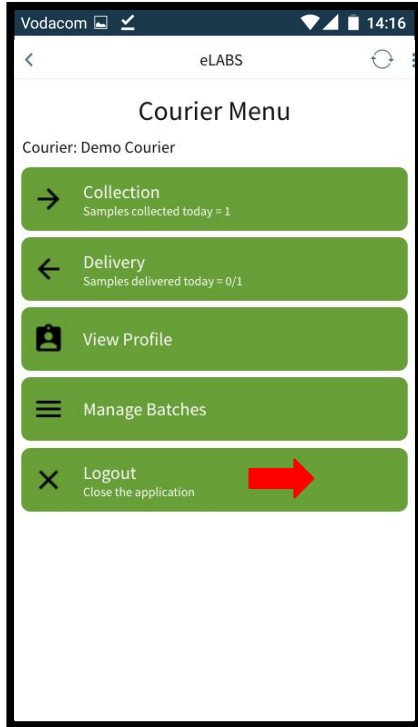 Vodacom 14:16
eLABS
Courier Menu
Courier: Demo Courier
Collection
Samples collected today = 1
Delivery
Samples delivered today = 0/1
View Profile
Manage Batches
Logout
Close the application